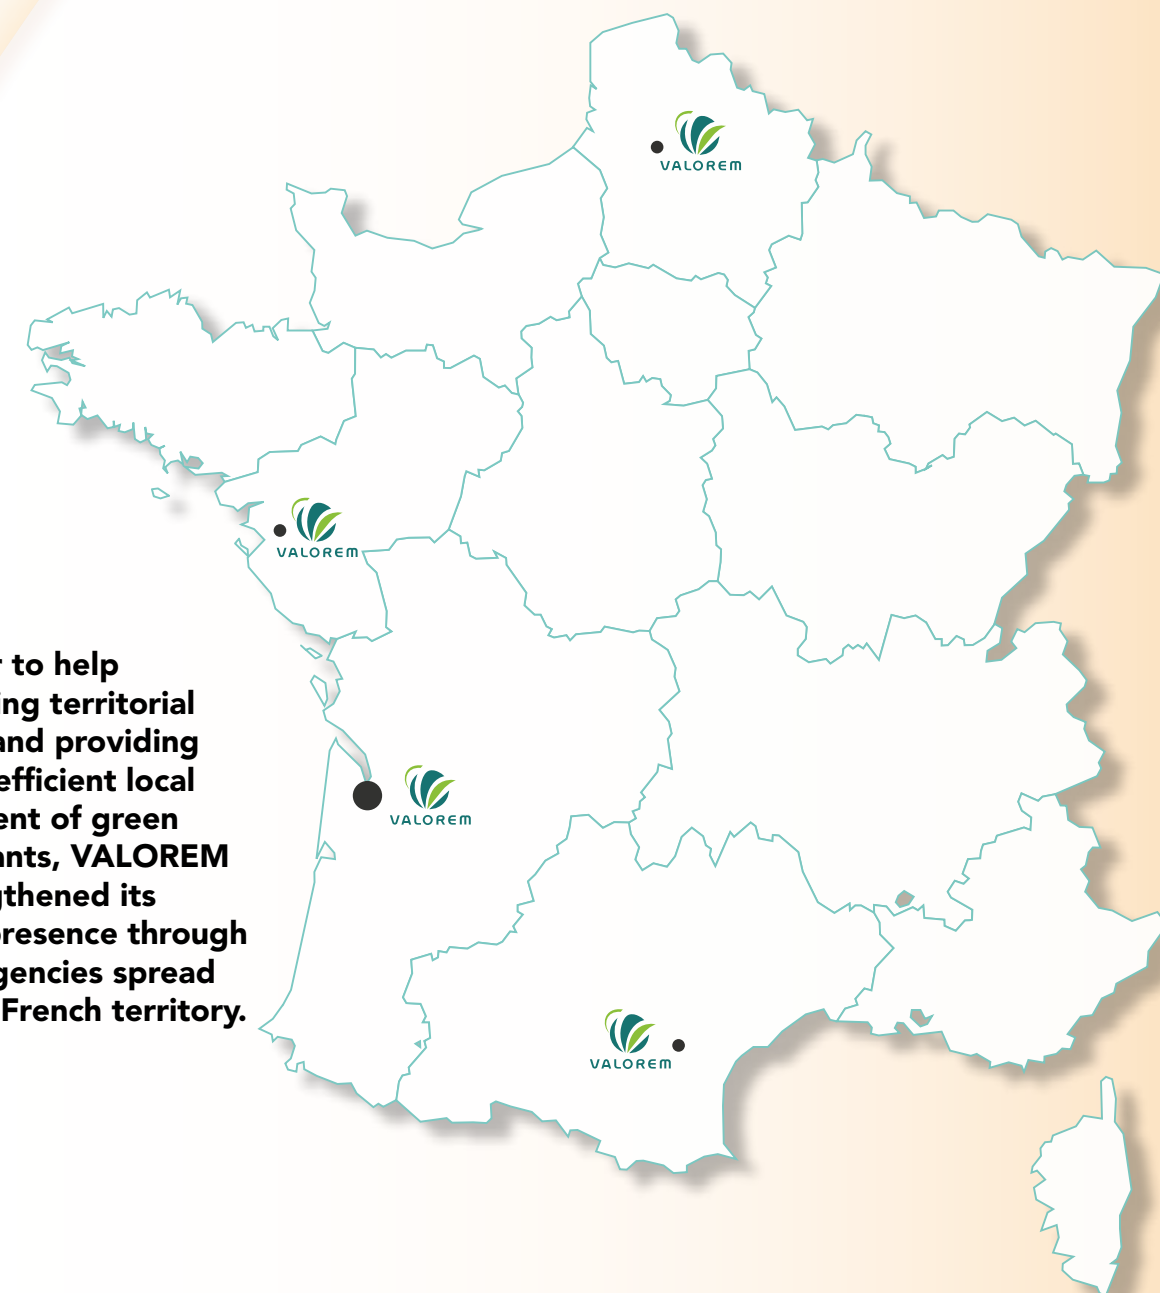 VALOREM
VALOREM
r to help
ing territorial
and providing
efficient local
ent of green
ants, VALOREM
gthened its
presence through
gencies spread
French territory.
VALOREM
VALOREM